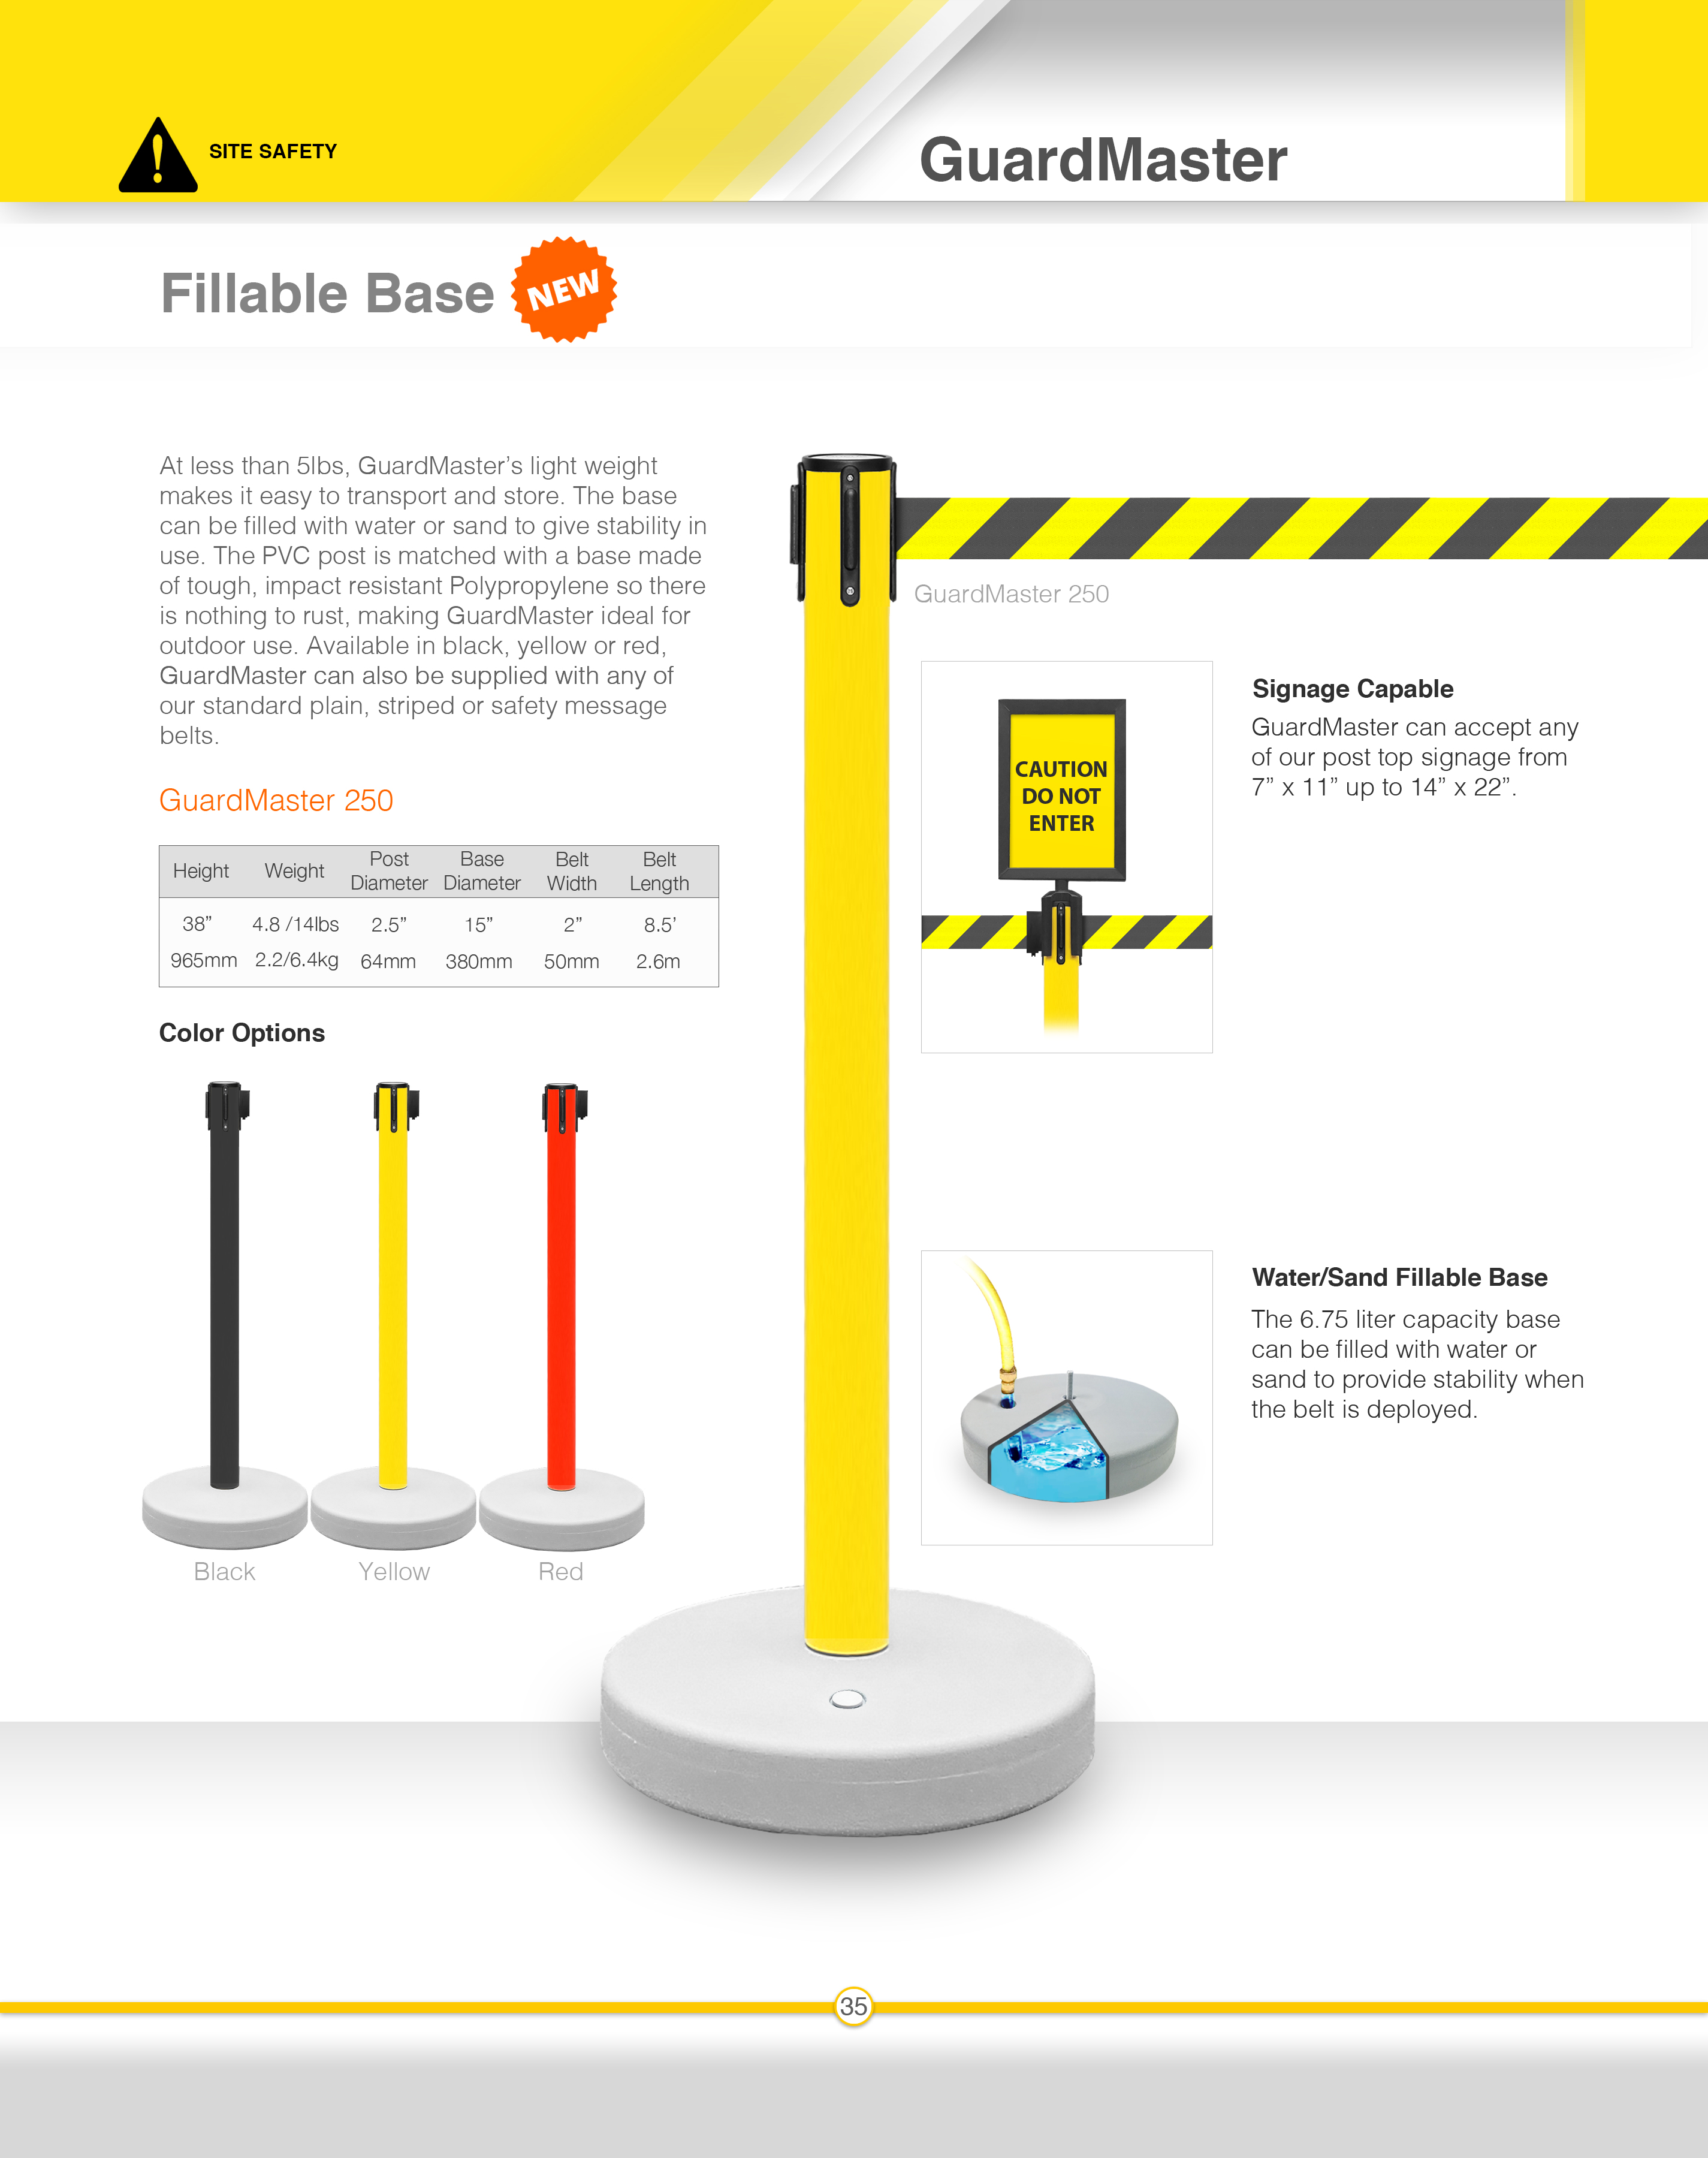 SITE SAFETY
GuardMaster
Fillable Base
NEW
At less than 5lbs, GuardMaster’s light weight
makes it easy to transport and store. The base
can be filled with water or sand to give stability in
use. The PVC post is matched with a base made
of tough, impact resistant Polypropylene so there
is nothing to rust, making GuardMaster ideal for
outdoor use. Available in black, yellow or red,
GuardMaster can also be supplied with any of
our standard plain, striped or safety message
belts.
GuardMaster 250
Height Weight Post Diameter Base Diameter Belt Width Belt Length
38” 4.8 /14lbs 2.5” 15” 2” 8.5’
965mm 2.2/6.4kg 64mm 380mm 50mm 2.6m
Color Options
Black Yellow Red
GuardMaster 250
CAUTION
DO NOT
ENTER
Signage Capable
GuardMaster can accept any
of our post top signage from
7” x 11” up to 14” x 22”.
Water/Sand Fillable Base
The 6.75 liter capacity base
can be filled with water or
sand to provide stability when
the belt is deployed.
35